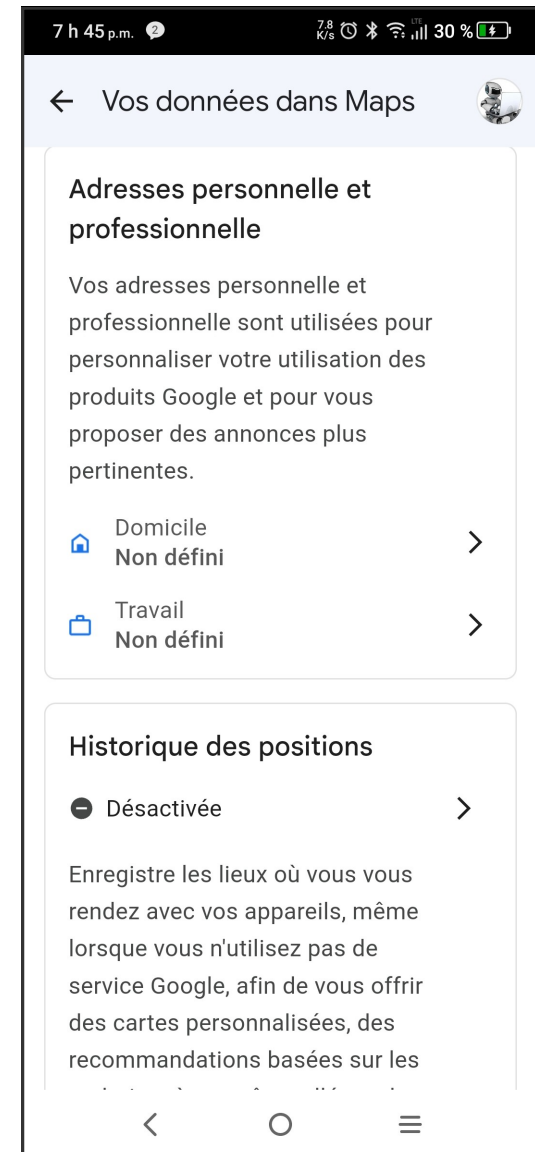 7 h 45 p.m. 2 7.8 K/s LTE 30 %
Vos données dans Maps
Adresses personnelle et
professionnelle
Vos adresses personnelle et
professionnelle sont utilisées pour
personnaliser votre utilisation des
produits Google et pour vous
proposer des annonces plus
pertinentes.
Domicile
Non défini
Travail
Non défini
Historique des positions
Désactivée
Enregistre les lieux où vous vous
rendez avec vos appareils, même
lorsque vous n'utilisez pas de
service Google, afin de vous offrir
des cartes personnalisées, des
recommandations basées sur les